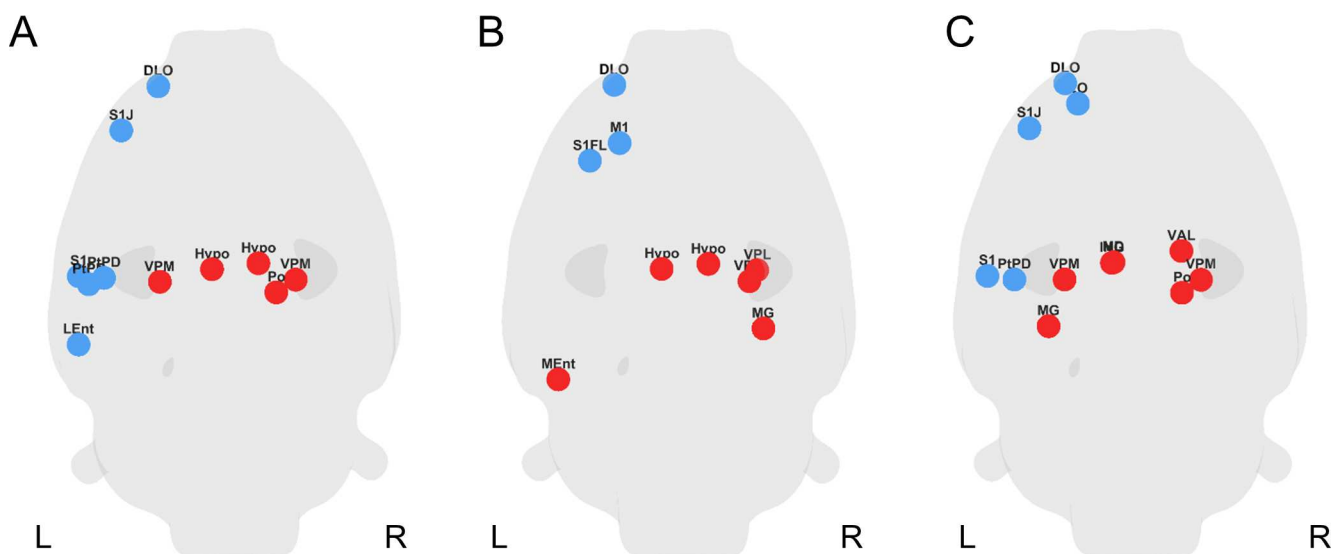 A
DLO
S1J
PtPD
VPM
Hypo
Hypo
VPM
Po
LEnt
L
R
B
DLO
M1
S1FL
Hypo
Hypo
VPL
MG
MEnt
L
R
C
DLO
S1J
S1
PtPD
VPM
VAL
VPM
Po
MG
L
R